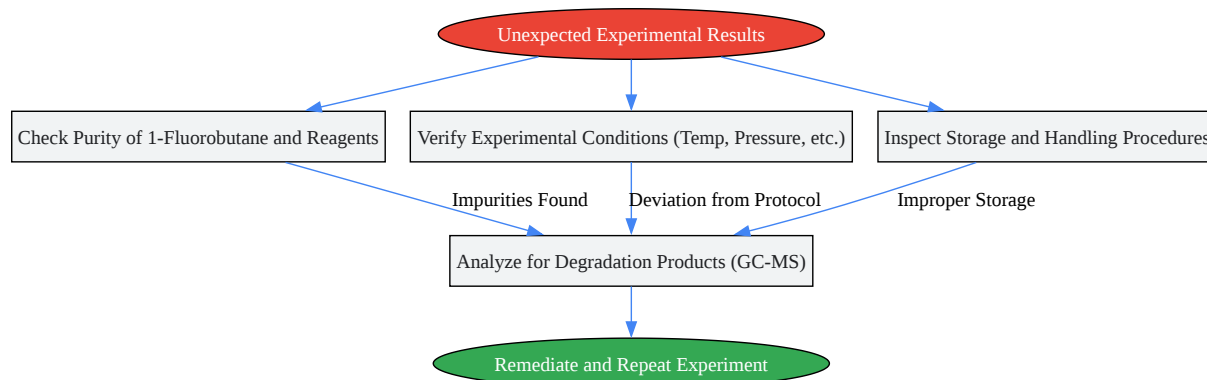 Unexpected Experimental Results
Check Purity of 1-Fluorobutane and Reagents
Verify Experimental Conditions (Temp, Pressure, etc.)
Inspect Storage and Handling Procedures
Impurities Found
Deviation from Protocol
Improper Storage
Analyze for Degradation Products (GC-MS)
Remediate and Repeat Experiment